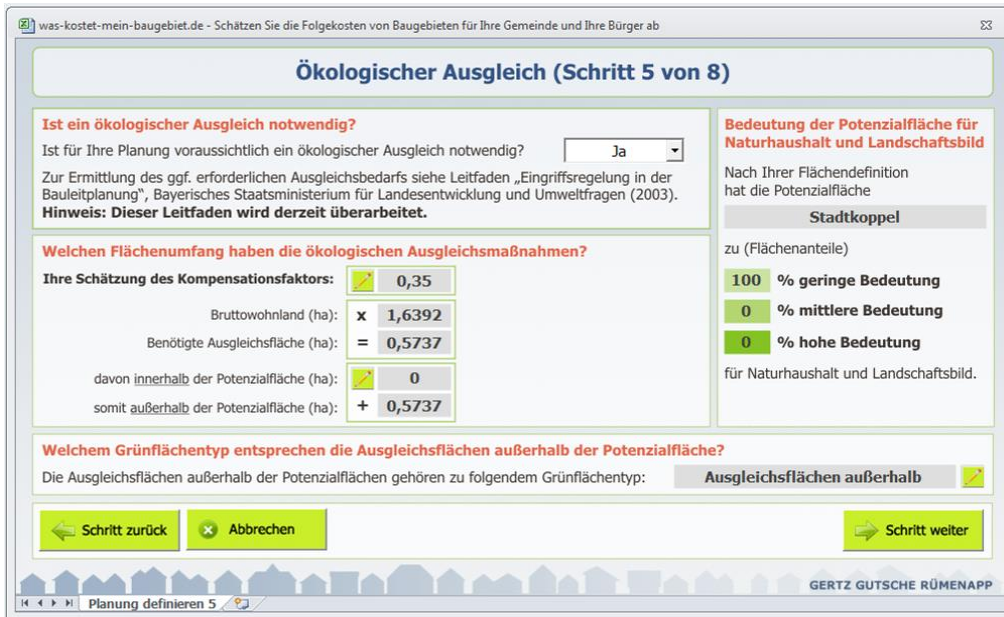 was-kostet-mein-baugebiet.de - Schätzen Sie die Folgekosten von Baugebieten für Ihre Gemeinde und Ihre Bürger ab
Ökologischer Ausgleich (Schritt 5 von 8)
Ist ein ökologischer Ausgleich notwendig?
Ist für Ihre Planung voraussichtlich ein ökologischer Ausgleich notwendig? Ja
Zur Ermittlung des ggf. erforderlichen Ausgleichsbedarfs siehe Leitfaden „Eingriffsregelung in der
Bauleitplanung“, Bayerisches Staatsministerium für Landesentwicklung und Umweltfragen (2003).
Hinweis: Dieser Leitfaden wird derzeit überarbeitet.
Welchen Flächenumfang haben die ökologischen Ausgleichsmaßnahmen?
Ihre Schätzung des Kompensationsfaktors: 0,35
Bruttowohnland (ha): x 1,6392
Benötigte Ausgleichsfläche (ha): = 0,5737
davon innerhalb der Potenzialfläche (ha): 0
somit außerhalb der Potenzialfläche (ha): + 0,5737
Bedeutung der Potenzialfläche für
Naturhaushalt und Landschaftsbild
Nach Ihrer Flächendefinition
hat die Potenzialfläche
Stadtkoppel
zu (Flächenanteile)
100 % geringe Bedeutung
0 % mittlere Bedeutung
0 % hohe Bedeutung
für Naturhaushalt und Landschaftsbild.
Welchem Grünflächentyp entsprechen die Ausgleichsflächen außerhalb der Potenzialfläche?
Die Ausgleichsflächen außerhalb der Potenzialflächen gehören zu folgendem Grünflächentyp: Ausgleichsflächen außerhalb
Schritt zurück Abbrechen Schritt weiter
GERTZ GUTSCHE RÜMENAPP
Planung definieren 5